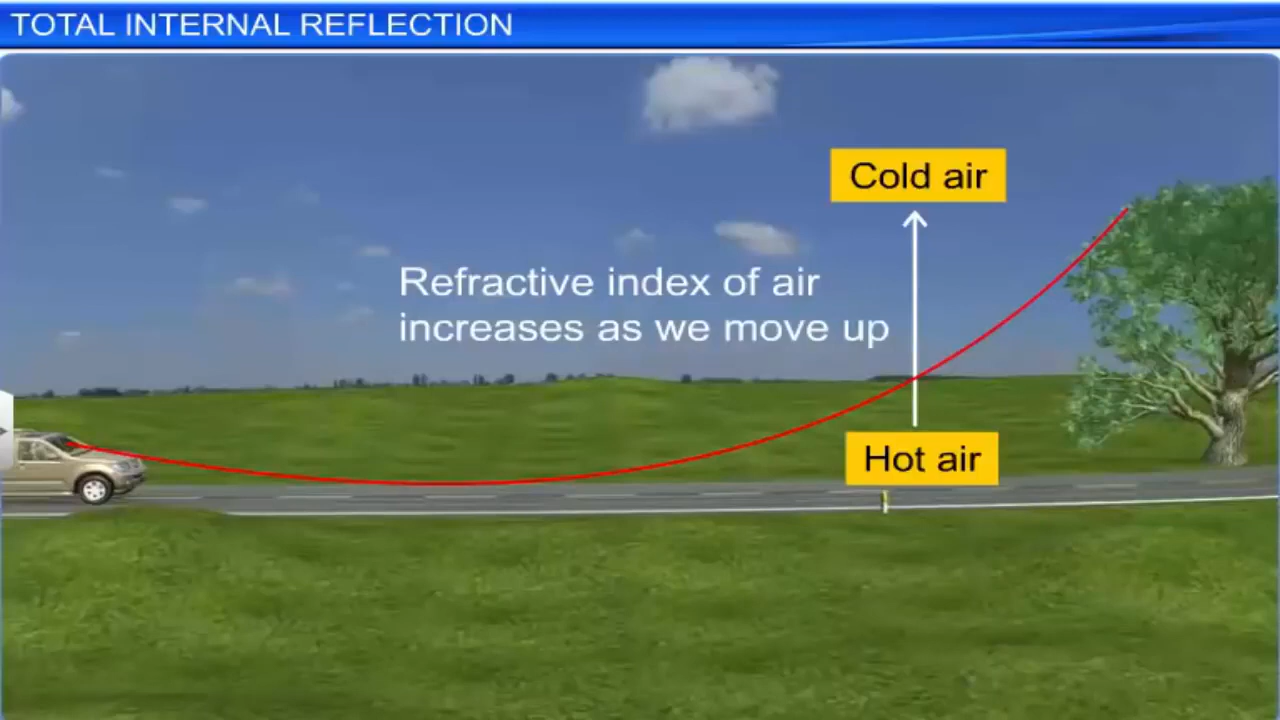 TOTAL INTERNAL REFLECTION
Cold air
Refractive index of air
increases as we move up
Hot air